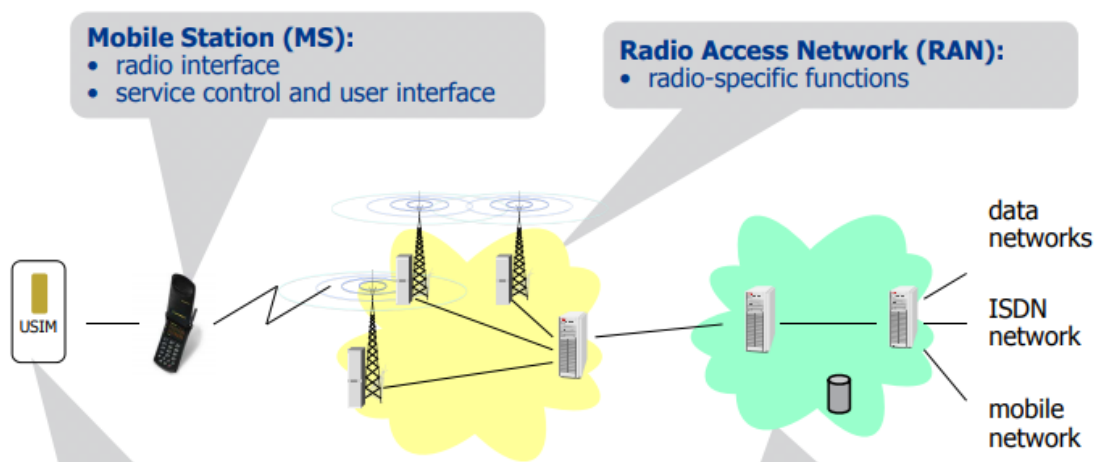 Mobile Station (MS):
• radio interface
• service control and user interface
Radio Access Network (RAN):
• radio-specific functions
USIM
data
networks
ISDN
network
mobile
network